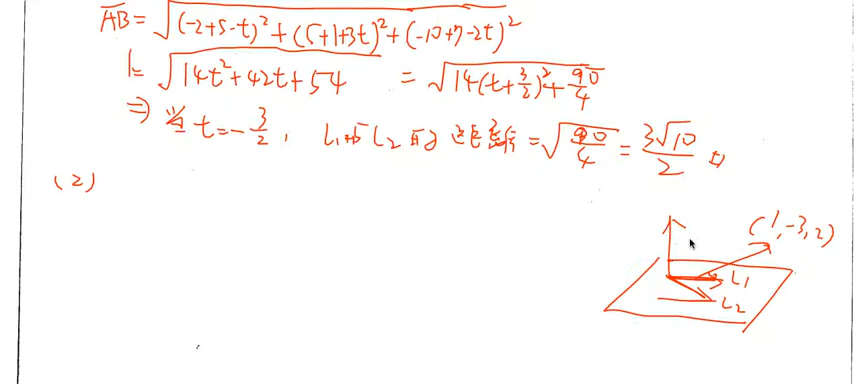 AB = √(-2+5-t)² + (5+1+3t)² + (-10+7-2t)²
= √14t²+42t+54 = √14(t+3/2)²+90/4
⇒ 当 t=-3/2, L₁与L₂的距離 = √90/4 = 3√10/2
(2)
(1,-3,2)
L₁
L₂